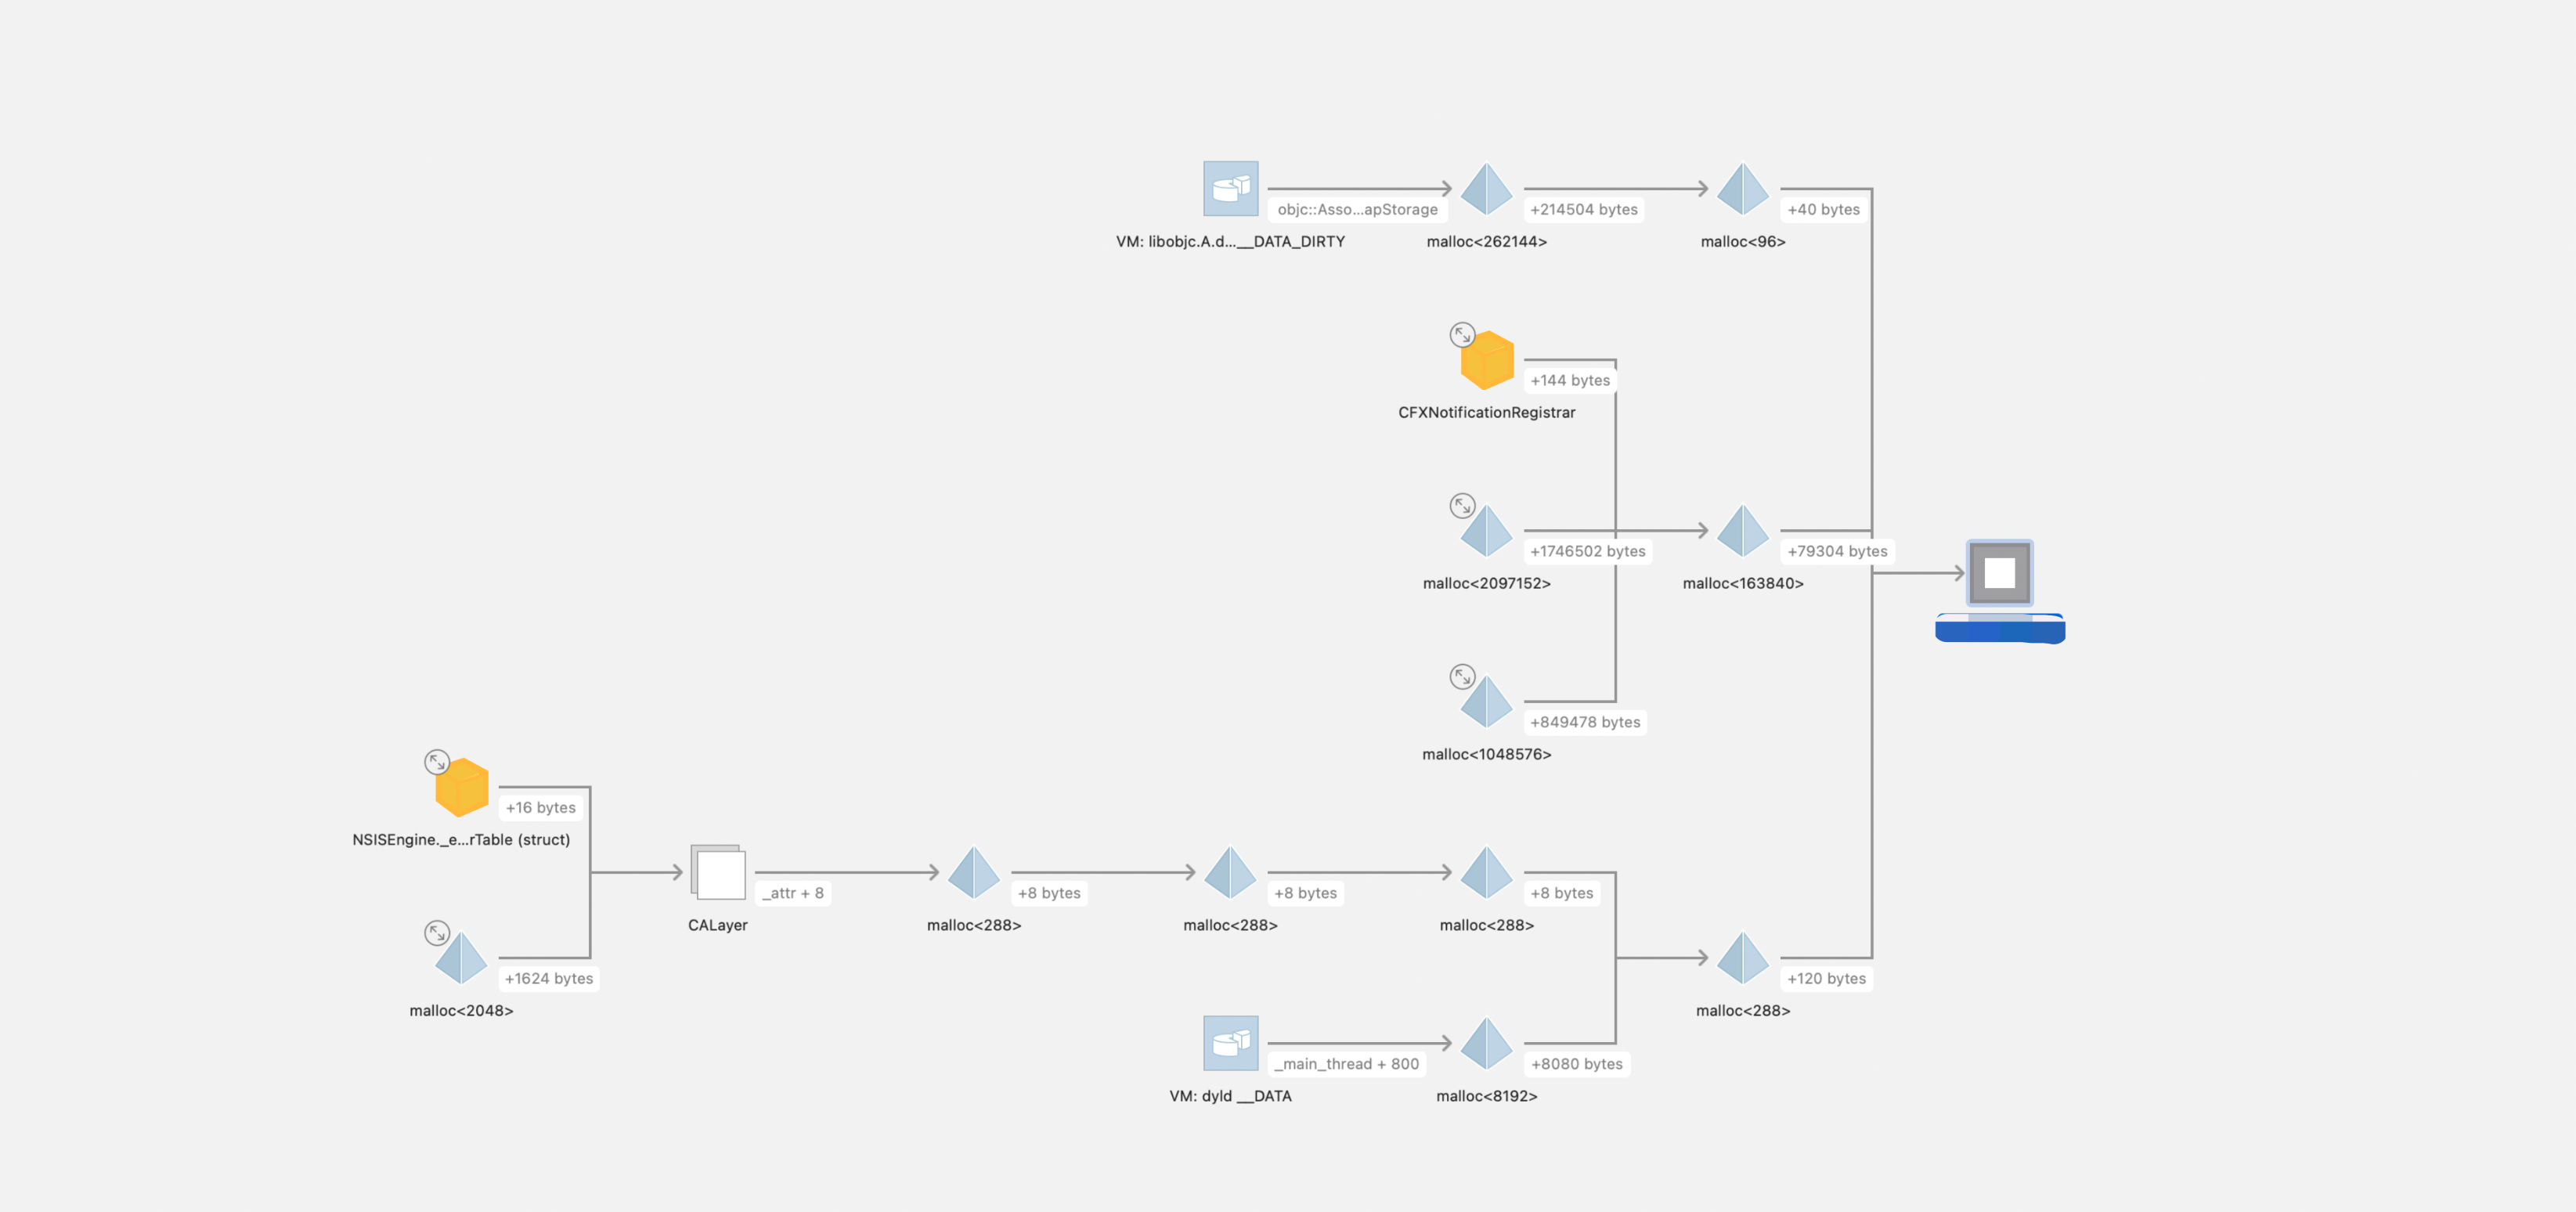 objc::Asso...apStorage
+214504 bytes
+40 bytes
VM: libobjc.A.d...__DATA_DIRTY
malloc<262144>
malloc<96>
+144 bytes
CFXNotificationRegistrar
+1746502 bytes
+79304 bytes
malloc<2097152>
malloc<163840>
+849478 bytes
malloc<1048576>
+16 bytes
NSISEngine._e...rTable (struct)
_attr + 8
+8 bytes
+8 bytes
+8 bytes
CALayer
malloc<288>
malloc<288>
malloc<288>
+1624 bytes
+120 bytes
malloc<2048>
malloc<288>
_main_thread + 800
+8080 bytes
VM: dyld __DATA
malloc<8192>